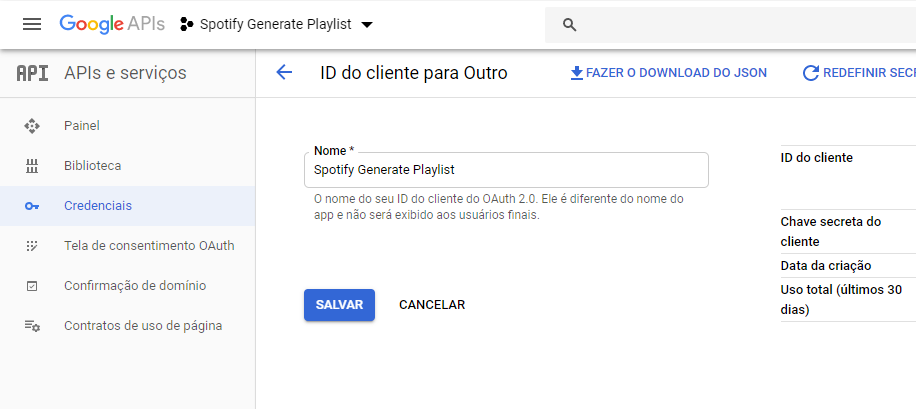 Google APIs
Spotify Generate Playlist
API
APIs e serviços
ID do cliente para Outro
FAZER O DOWNLOAD DO JSON
REDEFINIR SECR
Painel
Biblioteca
Credenciais
Tela de consentimento OAuth
Confirmação de domínio
Contratos de uso de página
Nome *
Spotify Generate Playlist
O nome do seu ID do cliente do OAuth 2.0. Ele é diferente do nome do
app e não será exibido aos usuários finais.
SALVAR
CANCELAR
ID do cliente
Chave secreta do
cliente
Data da criação
Uso total (últimos 30
dias)